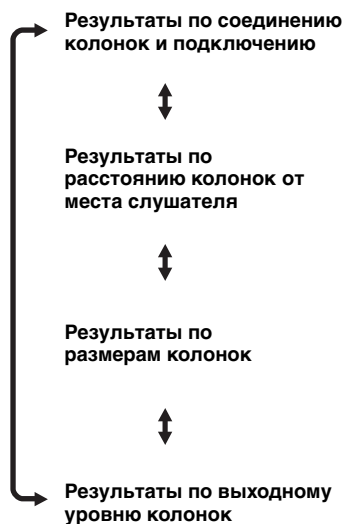 Результаты по соединению
колонок и подключению
Результаты по
расстоянию колонок от
места слушателя
Результаты по
размерам колонок
Результаты по выходному
уровню колонок